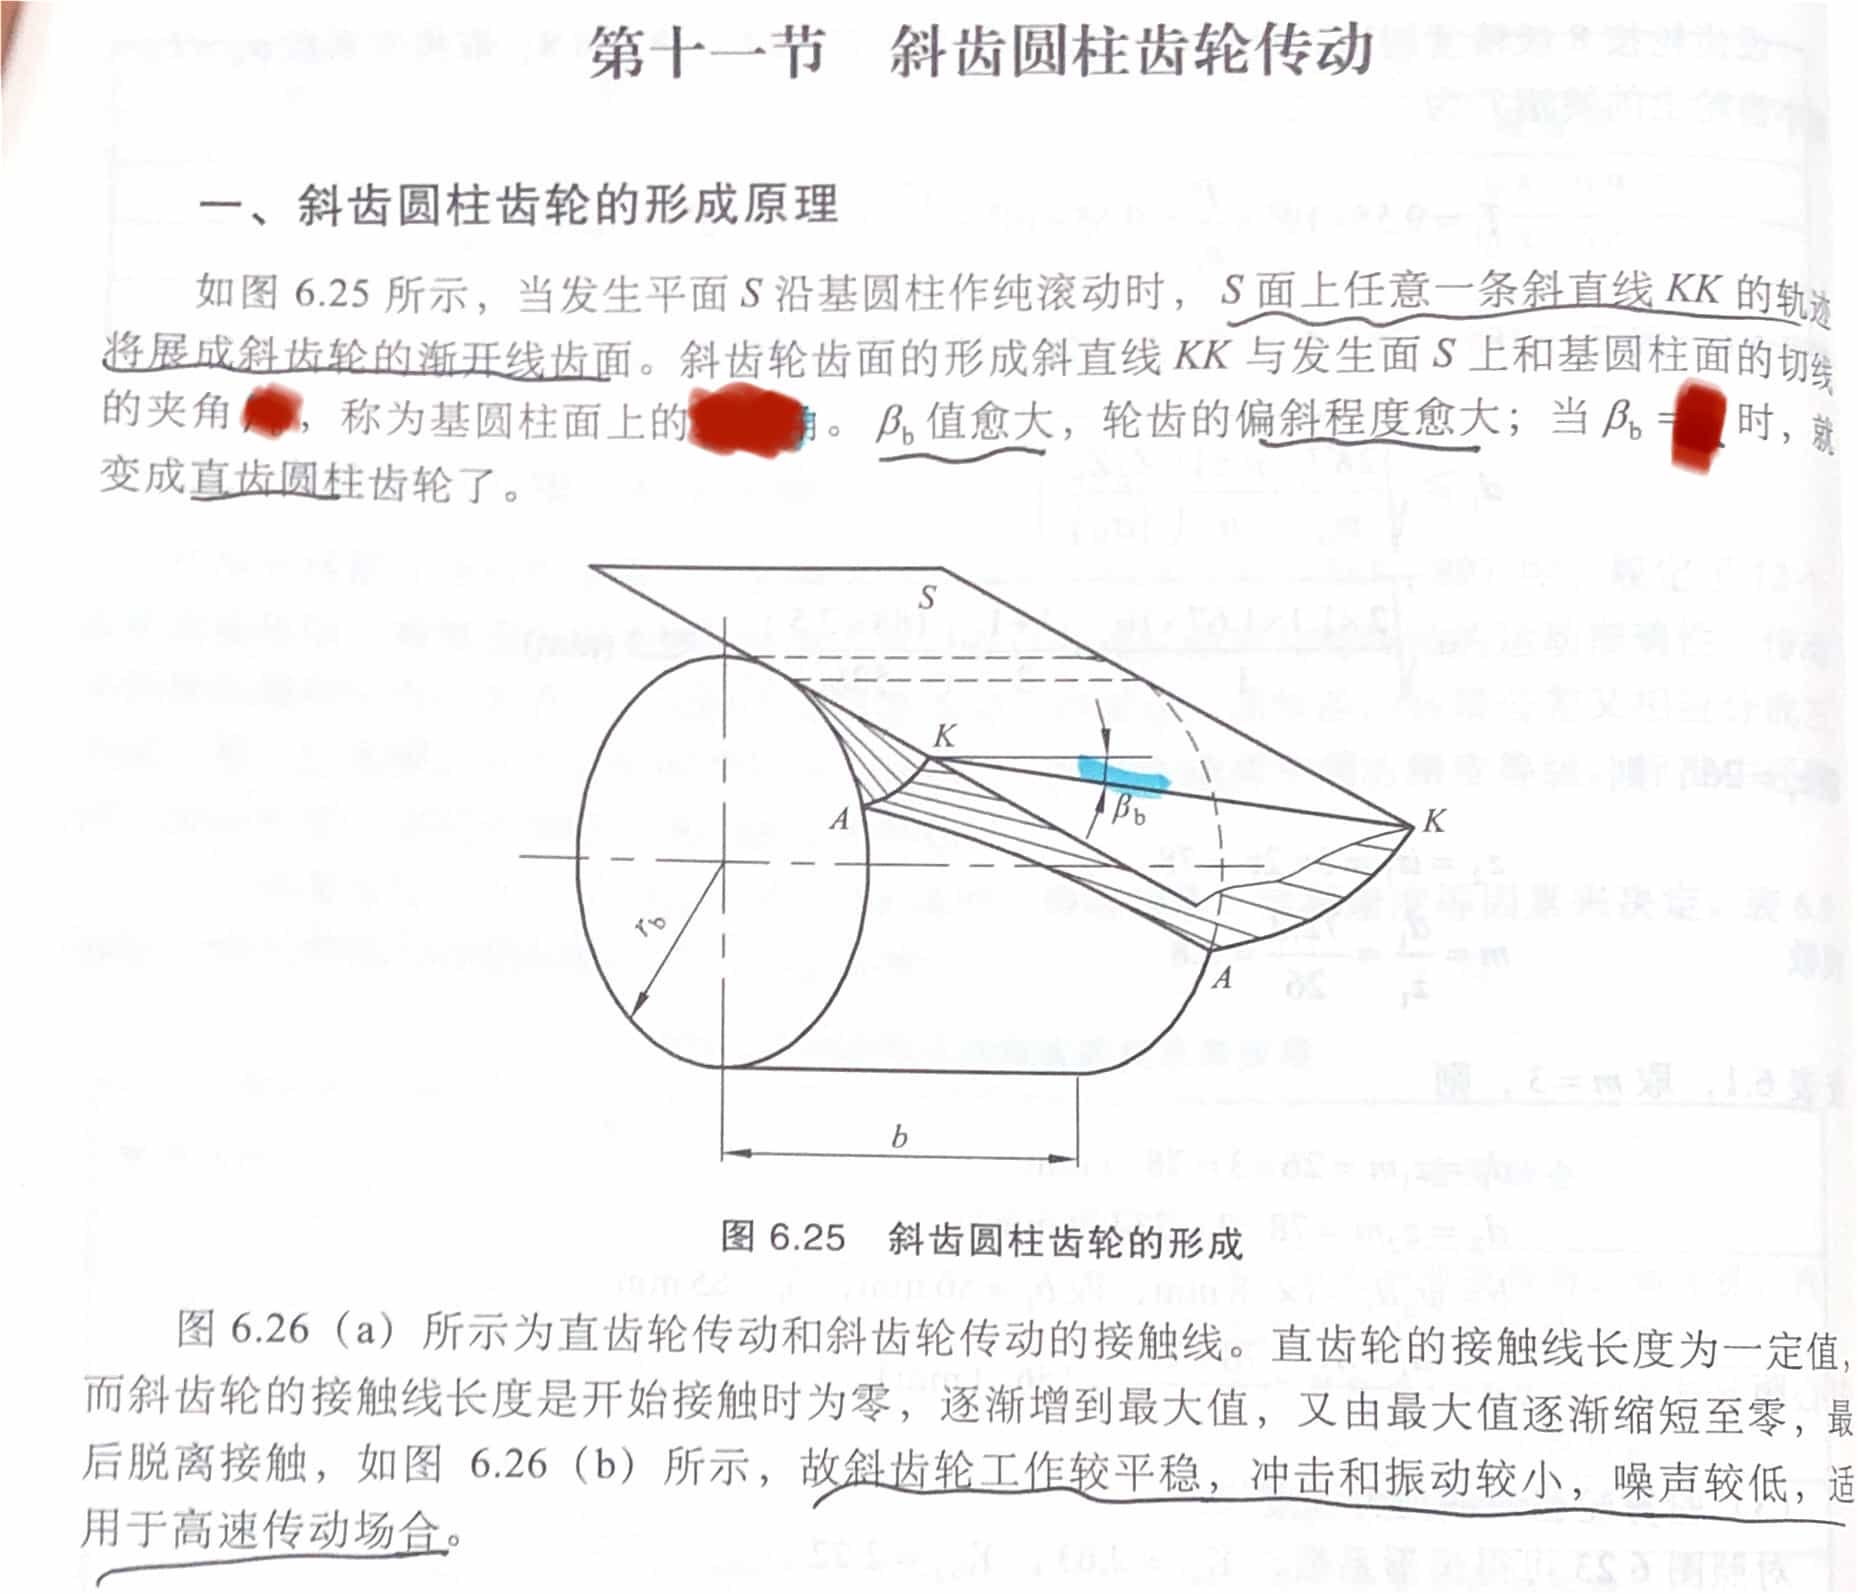 第十一节 斜齿圆柱齿轮传动
一、斜齿圆柱齿轮的形成原理
如图 6.25 所示，当发生平面 S 沿基圆柱作纯滚动时，S 面上任意一条斜直线 KK 的轨迹
将展成斜齿轮的渐开线齿面。斜齿轮齿面的形成斜直线 KK 与发生面 S 上和基圆柱面的切线
的夹角，称为基圆柱面上的角。βb 值愈大，轮齿的偏斜程度愈大；当 βb = 时，就
变成直齿圆柱齿轮了。
S
K
βb
A
K
rb
A
b
图 6.25 斜齿圆柱齿轮的形成
图 6.26（a）所示为直齿轮传动和斜齿轮传动的接触线。直齿轮的接触线长度为一定值，
而斜齿轮的接触线长度是开始接触时为零，逐渐增到最大值，又由最大值逐渐缩短至零，最
后脱离接触，如图 6.26（b）所示，故斜齿轮工作较平稳，冲击和振动较小，噪声较低，适
用于高速传动场合。